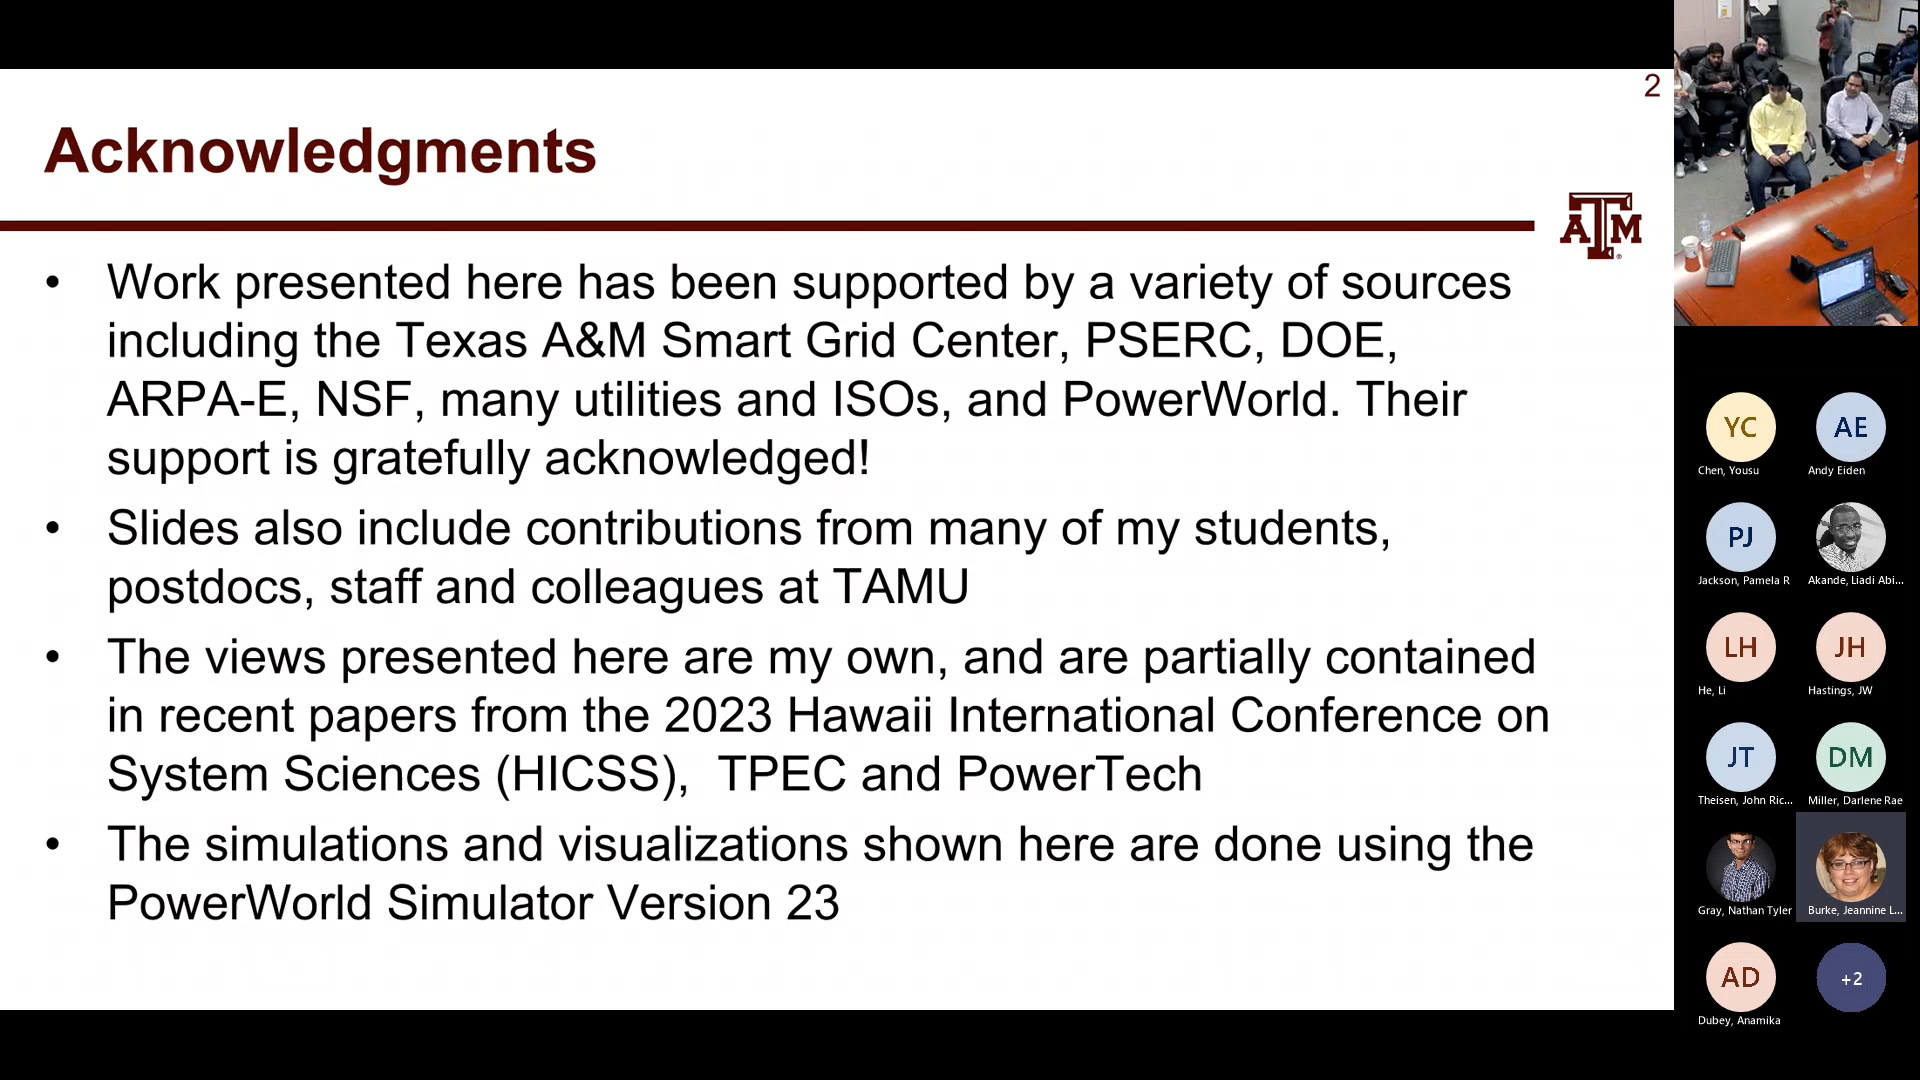 2
Acknowledgments
ATM
• Work presented here has been supported by a variety of sources
including the Texas A&M Smart Grid Center, PSERC, DOE,
ARPA-E, NSF, many utilities and ISOs, and PowerWorld. Their
support is gratefully acknowledged!
• Slides also include contributions from many of my students,
postdocs, staff and colleagues at TAMU
• The views presented here are my own, and are partially contained
in recent papers from the 2023 Hawaii International Conference on
System Sciences (HICSS),  TPEC and PowerTech
• The simulations and visualizations shown here are done using the
PowerWorld Simulator Version 23
YC
Chen, Yousu
AE
Andy Eiden
PJ
Jackson, Pamela R
Akande, Liadi Abi...
LH
He, Li
JH
Hastings, JW
JT
Theisen, John Ric...
DM
Miller, Darlene Rae
Gray, Nathan Tyler
Burke, Jeannine L...
AD
Dubey, Anamika
+2